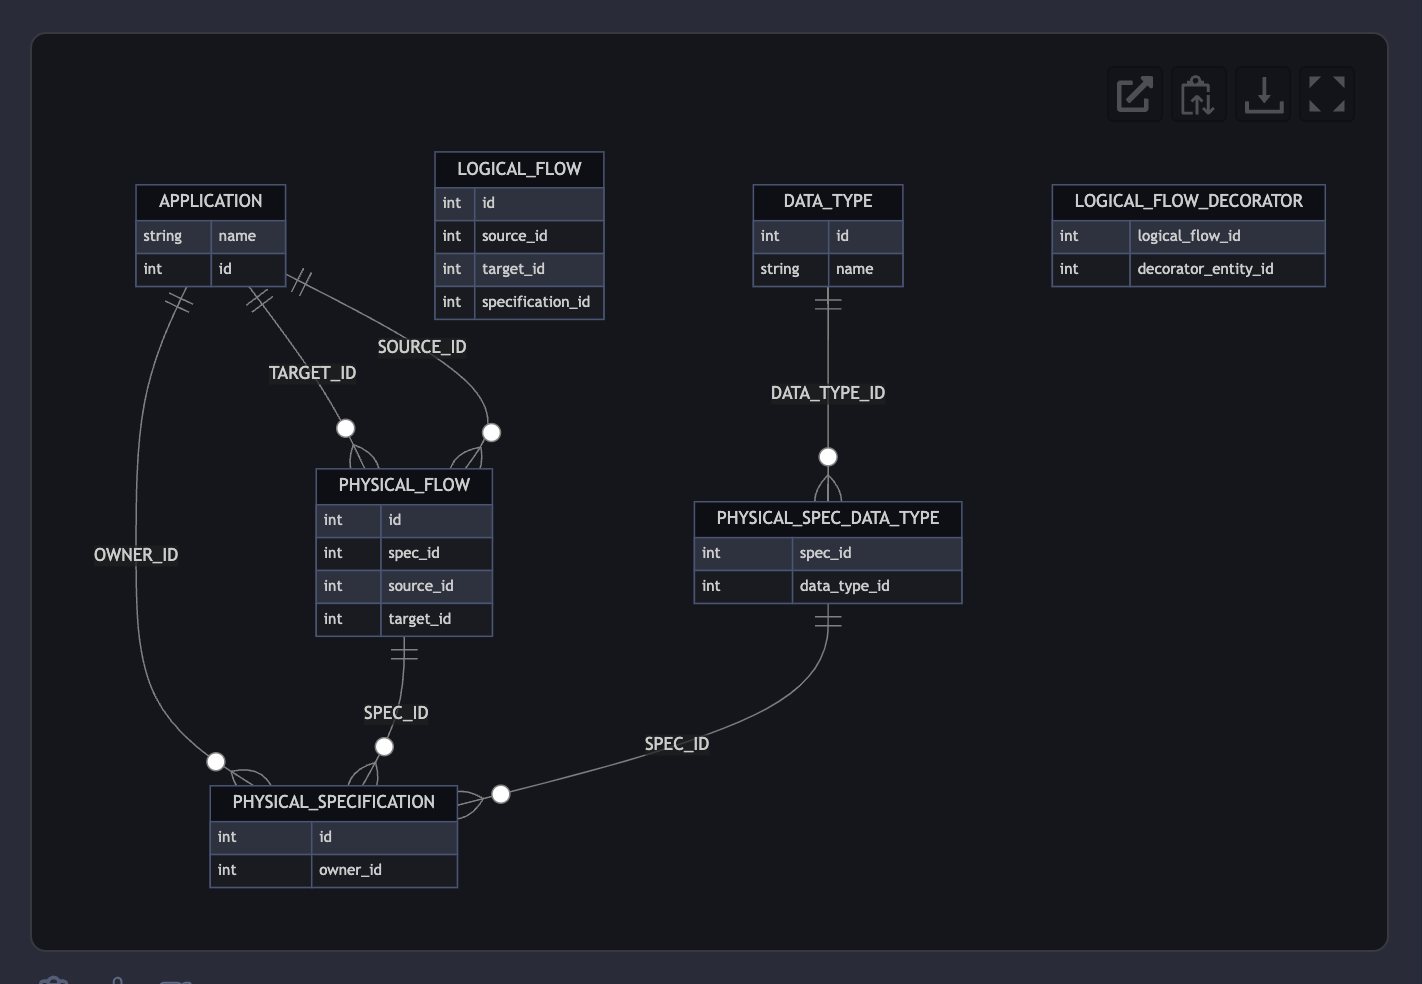 APPLICATION
string name
int id
LOGICAL_FLOW
int id
int source_id
int target_id
int specification_id
DATA_TYPE
int id
string name
LOGICAL_FLOW_DECORATOR
int logical_flow_id
int decorator_entity_id
SOURCE_ID
TARGET_ID
DATA_TYPE_ID
PHYSICAL_FLOW
int id
int spec_id
int source_id
int target_id
PHYSICAL_SPEC_DATA_TYPE
int spec_id
int data_type_id
OWNER_ID
SPEC_ID
SPEC_ID
PHYSICAL_SPECIFICATION
int id
int owner_id